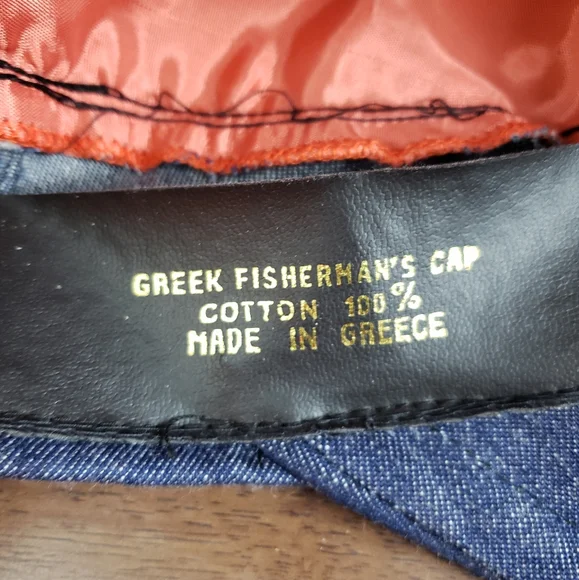 GREEK FISHERMAN'S CAP
COTTON 100%
MADE IN GREECE